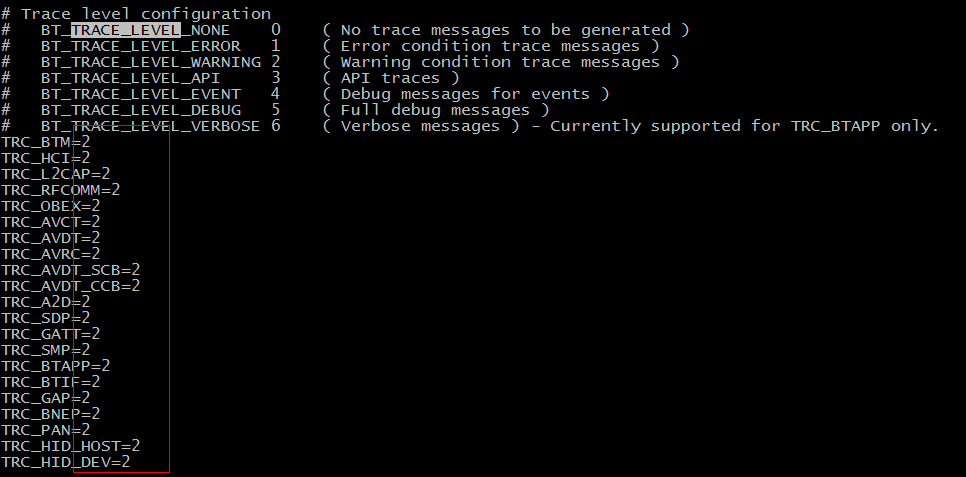 # Trace level configuration
#   BT_TRACE_LEVEL_NONE    0    ( No trace messages to be generated )
#   BT_TRACE_LEVEL_ERROR   1    ( Error condition trace messages )
#   BT_TRACE_LEVEL_WARNING 2    ( Warning condition trace messages )
#   BT_TRACE_LEVEL_API     3    ( API traces )
#   BT_TRACE_LEVEL_EVENT   4    ( Debug messages for events )
#   BT_TRACE_LEVEL_DEBUG   5    ( Full debug messages )
#   BT_TRACE_LEVEL_VERBOSE 6    ( Verbose messages ) - Currently supported for TRC_BTAPP only.
TRC_BTM=2
TRC_HCI=2
TRC_L2CAP=2
TRC_RFCOMM=2
TRC_OBEX=2
TRC_AVCT=2
TRC_AVDT=2
TRC_AVRC=2
TRC_AVDT_SCB=2
TRC_AVDT_CCB=2
TRC_A2D=2
TRC_SDP=2
TRC_GATT=2
TRC_SMP=2
TRC_BTAPP=2
TRC_BTIF=2
TRC_GAP=2
TRC_BNEP=2
TRC_PAN=2
TRC_HID_HOST=2
TRC_HID_DEV=2